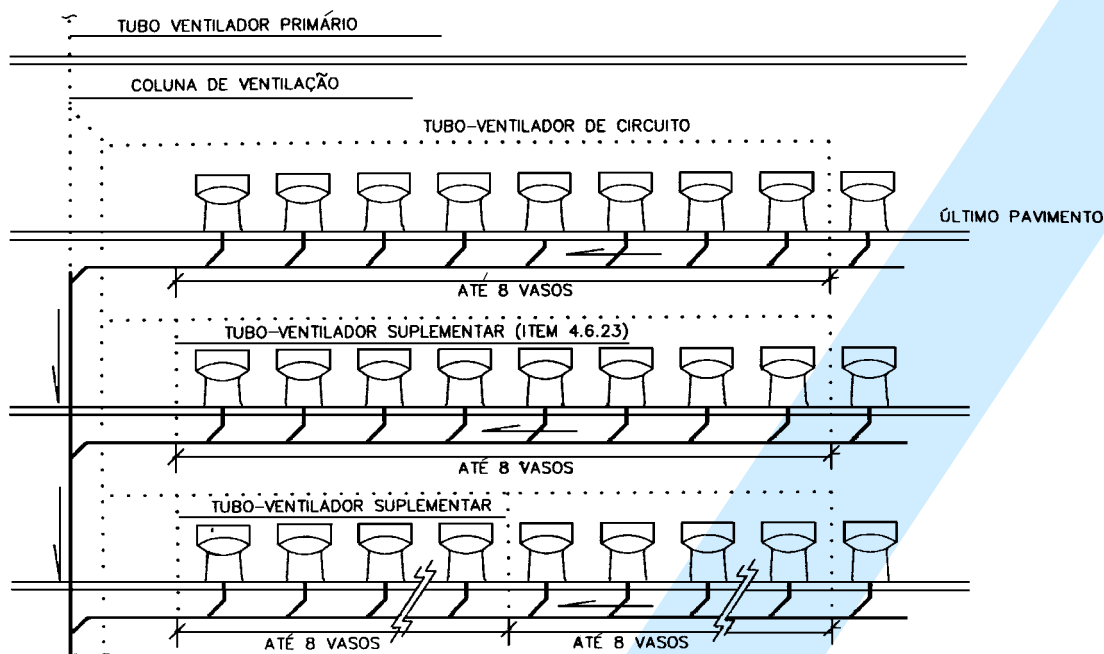 TUBO VENTILADOR PRIMÁRIO
COLUNA DE VENTILAÇÃO
TUBO-VENTILADOR DE CIRCUITO
ÚLTIMO PAVIMENTO
ATÉ 8 VASOS
TUBO-VENTILADOR SUPLEMENTAR (ITEM 4.6.23)
ATÉ 8 VASOS
TUBO-VENTILADOR SUPLEMENTAR
ATÉ 8 VASOS
ATÉ 8 VASOS